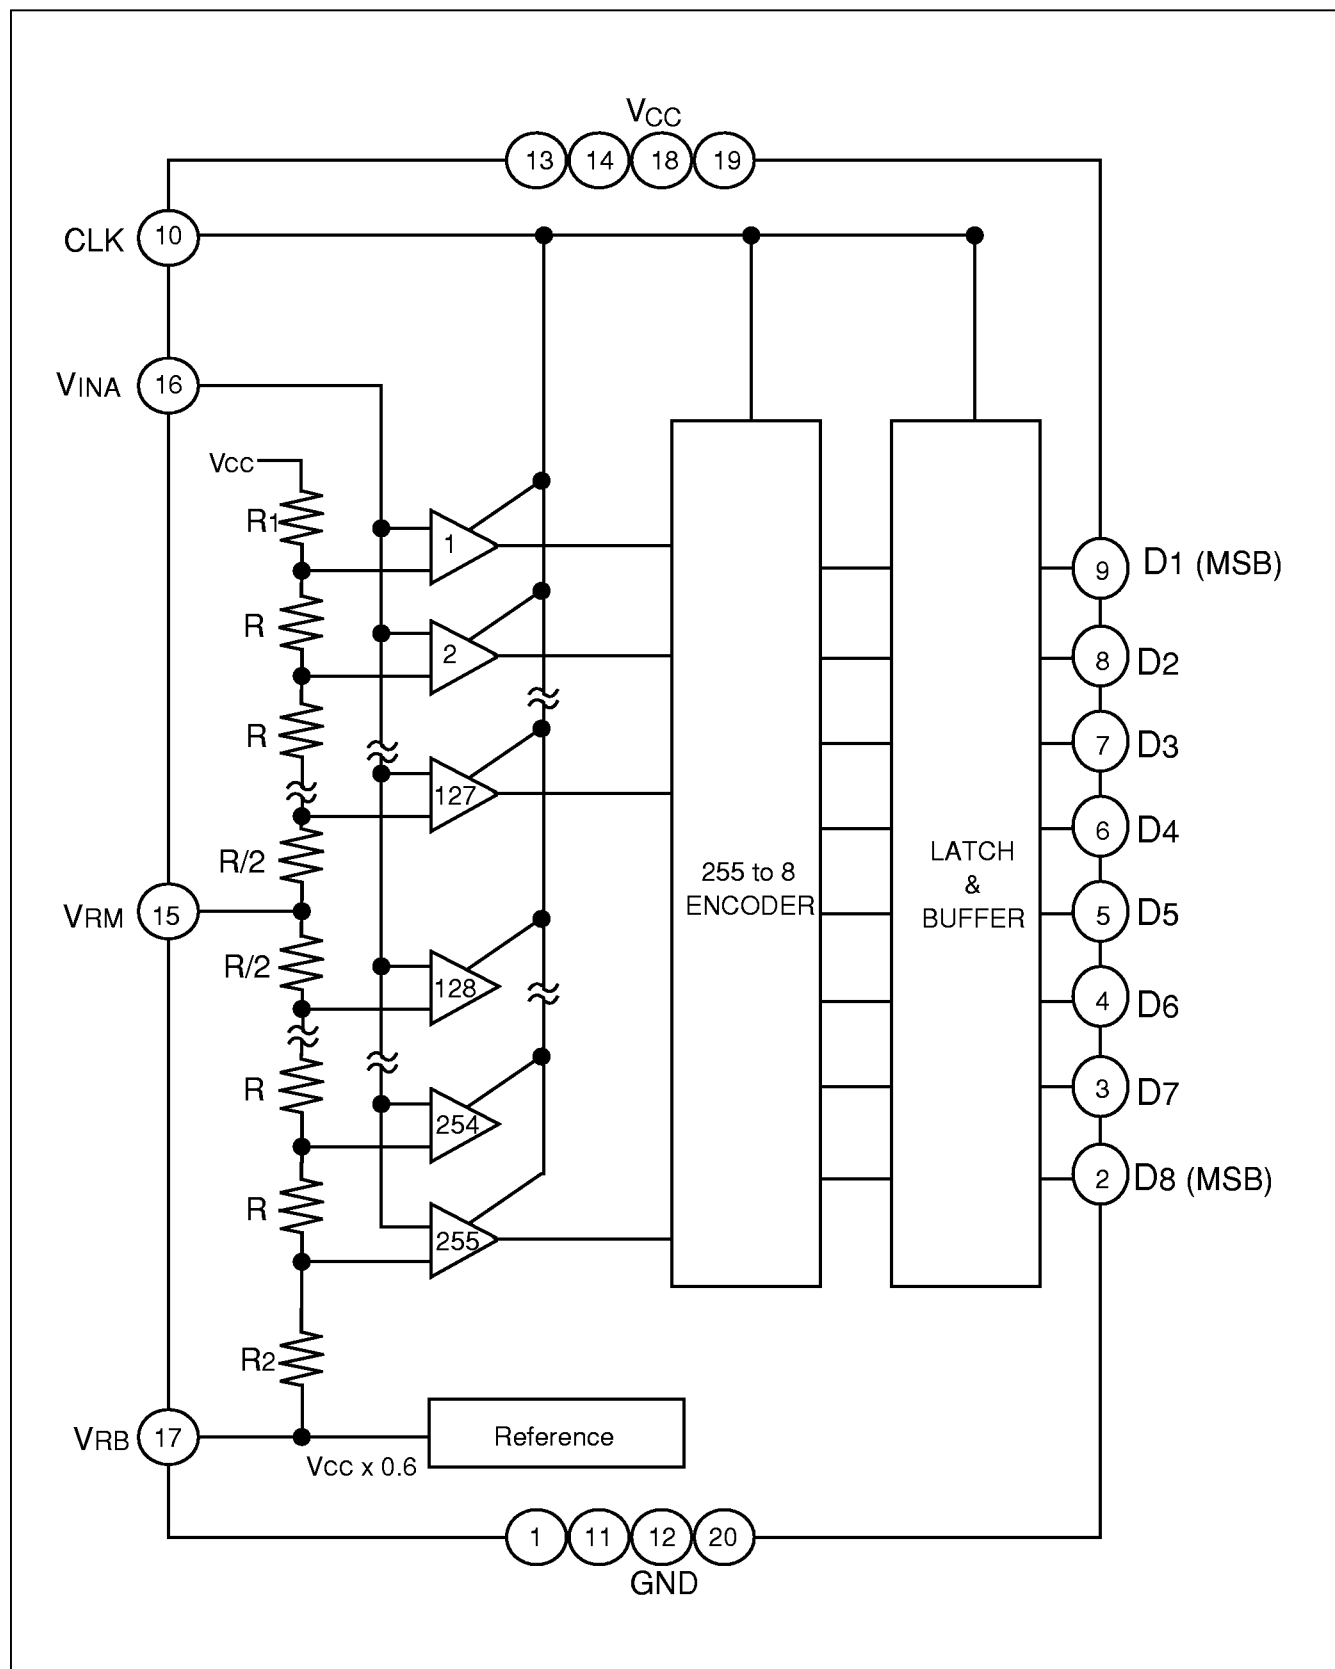 VCC
13 14 18 19
CLK 10
VINA 16
Vcc
R1
1
9 D1 (MSB)
R
2
8 D2
R
7 D3
127
6 D4
R/2
255 to 8
ENCODER
LATCH
&
BUFFER
VRM 15
5 D5
R/2
128
4 D6
R
254
3 D7
2 D8 (MSB)
R
255
R2
VRB 17
Reference
Vcc x 0.6
1 11 12 20
GND